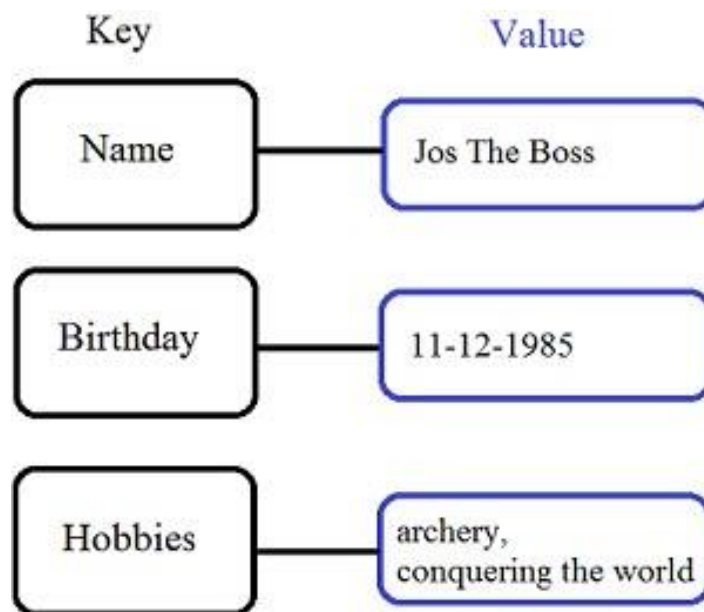 Key
Value
Name
Jos The Boss
Birthday
11-12-1985
Hobbies
archery,
conquering the world